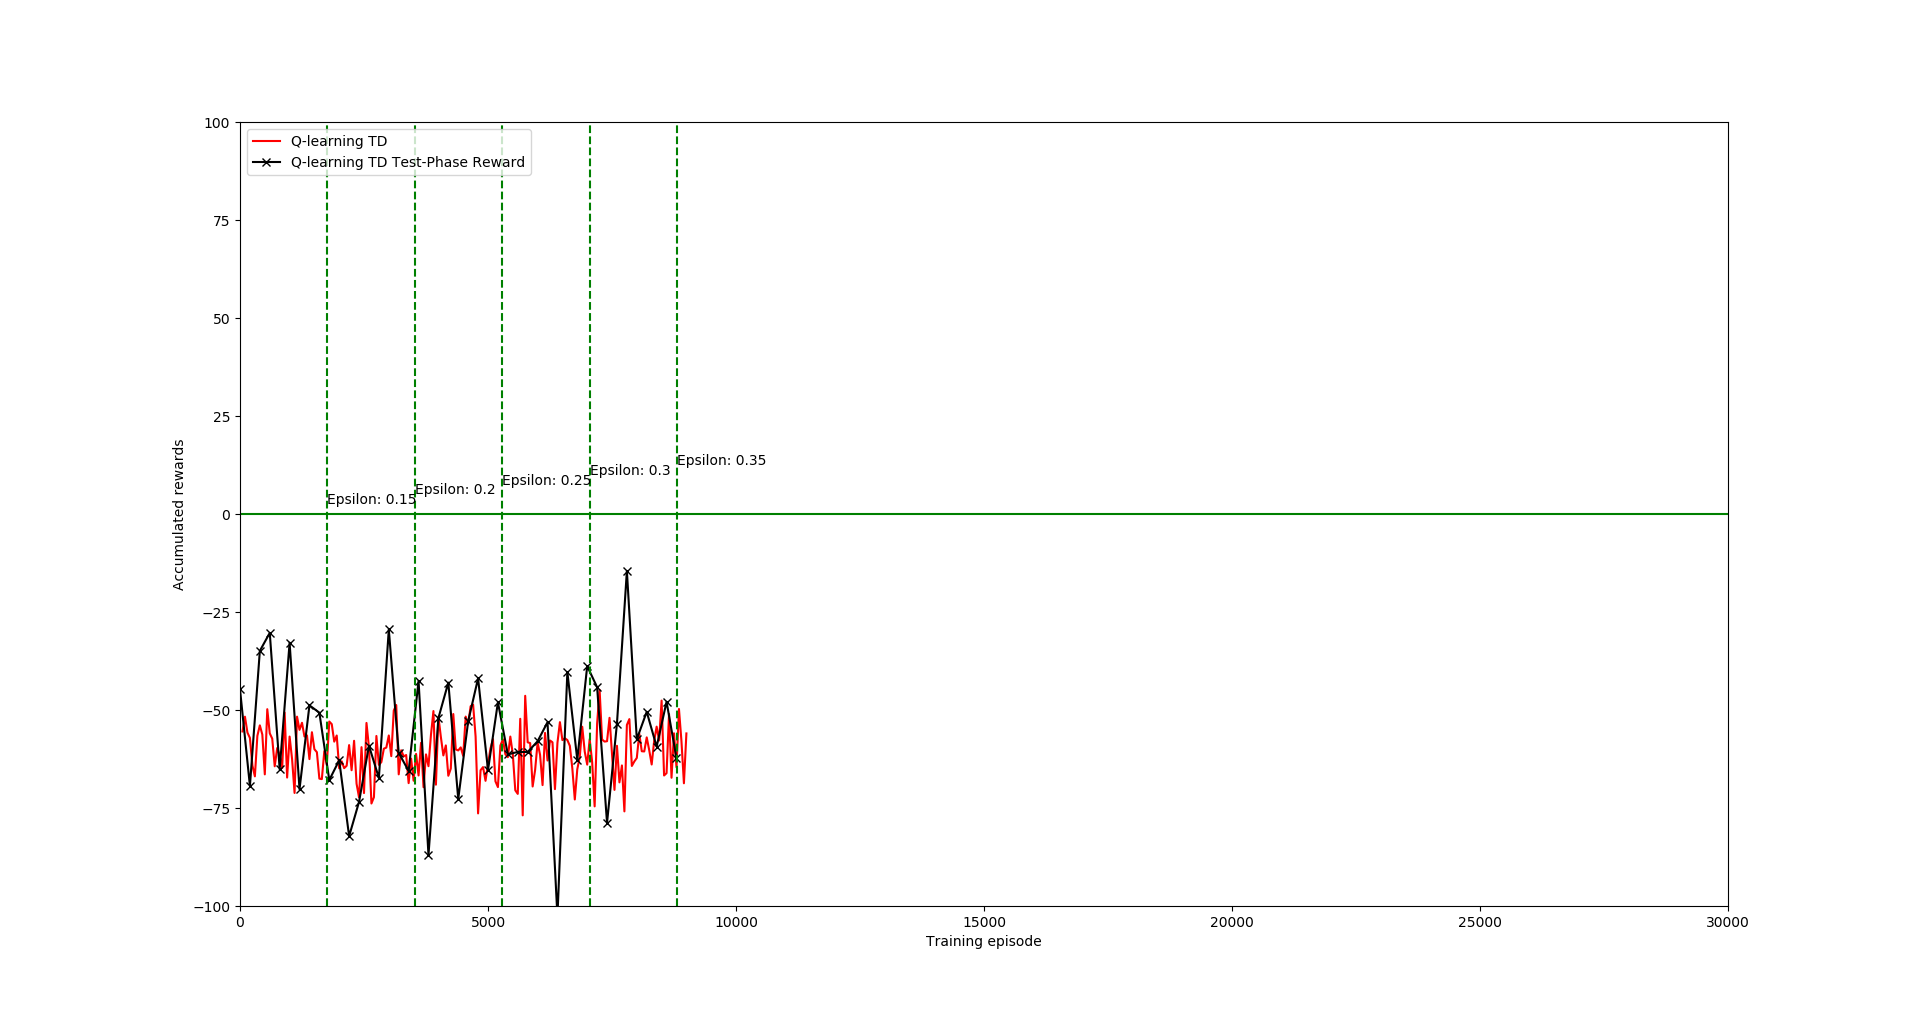 Q-learning TD
Q-learning TD Test-Phase Reward
100
75
50
25
0
−25
−50
−75
−100
Accumulated rewards
Epsilon: 0.15
Epsilon: 0.2
Epsilon: 0.25
Epsilon: 0.3
Epsilon: 0.35
0
5000
10000
15000
20000
25000
30000
Training episode